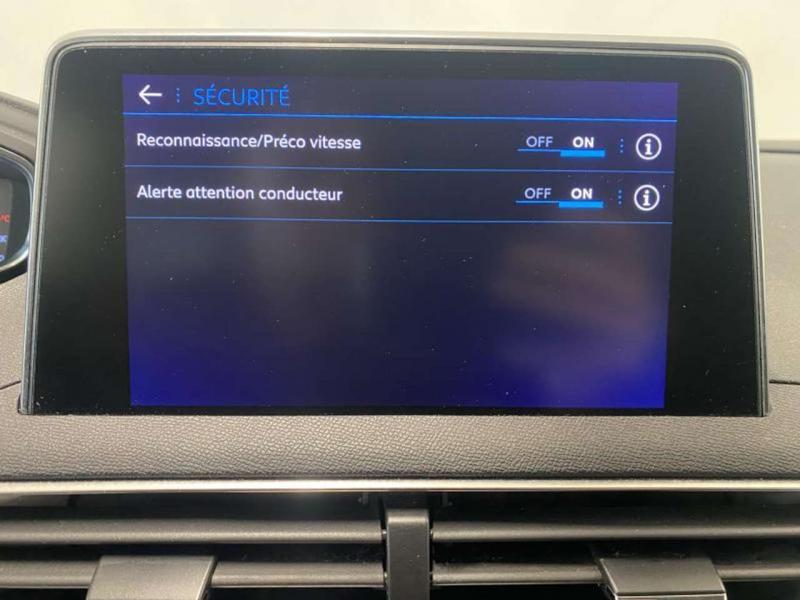 SÉCURITÉ
Reconnaissance/Préco vitesse OFF ON
Alerte attention conducteur OFF ON
°C